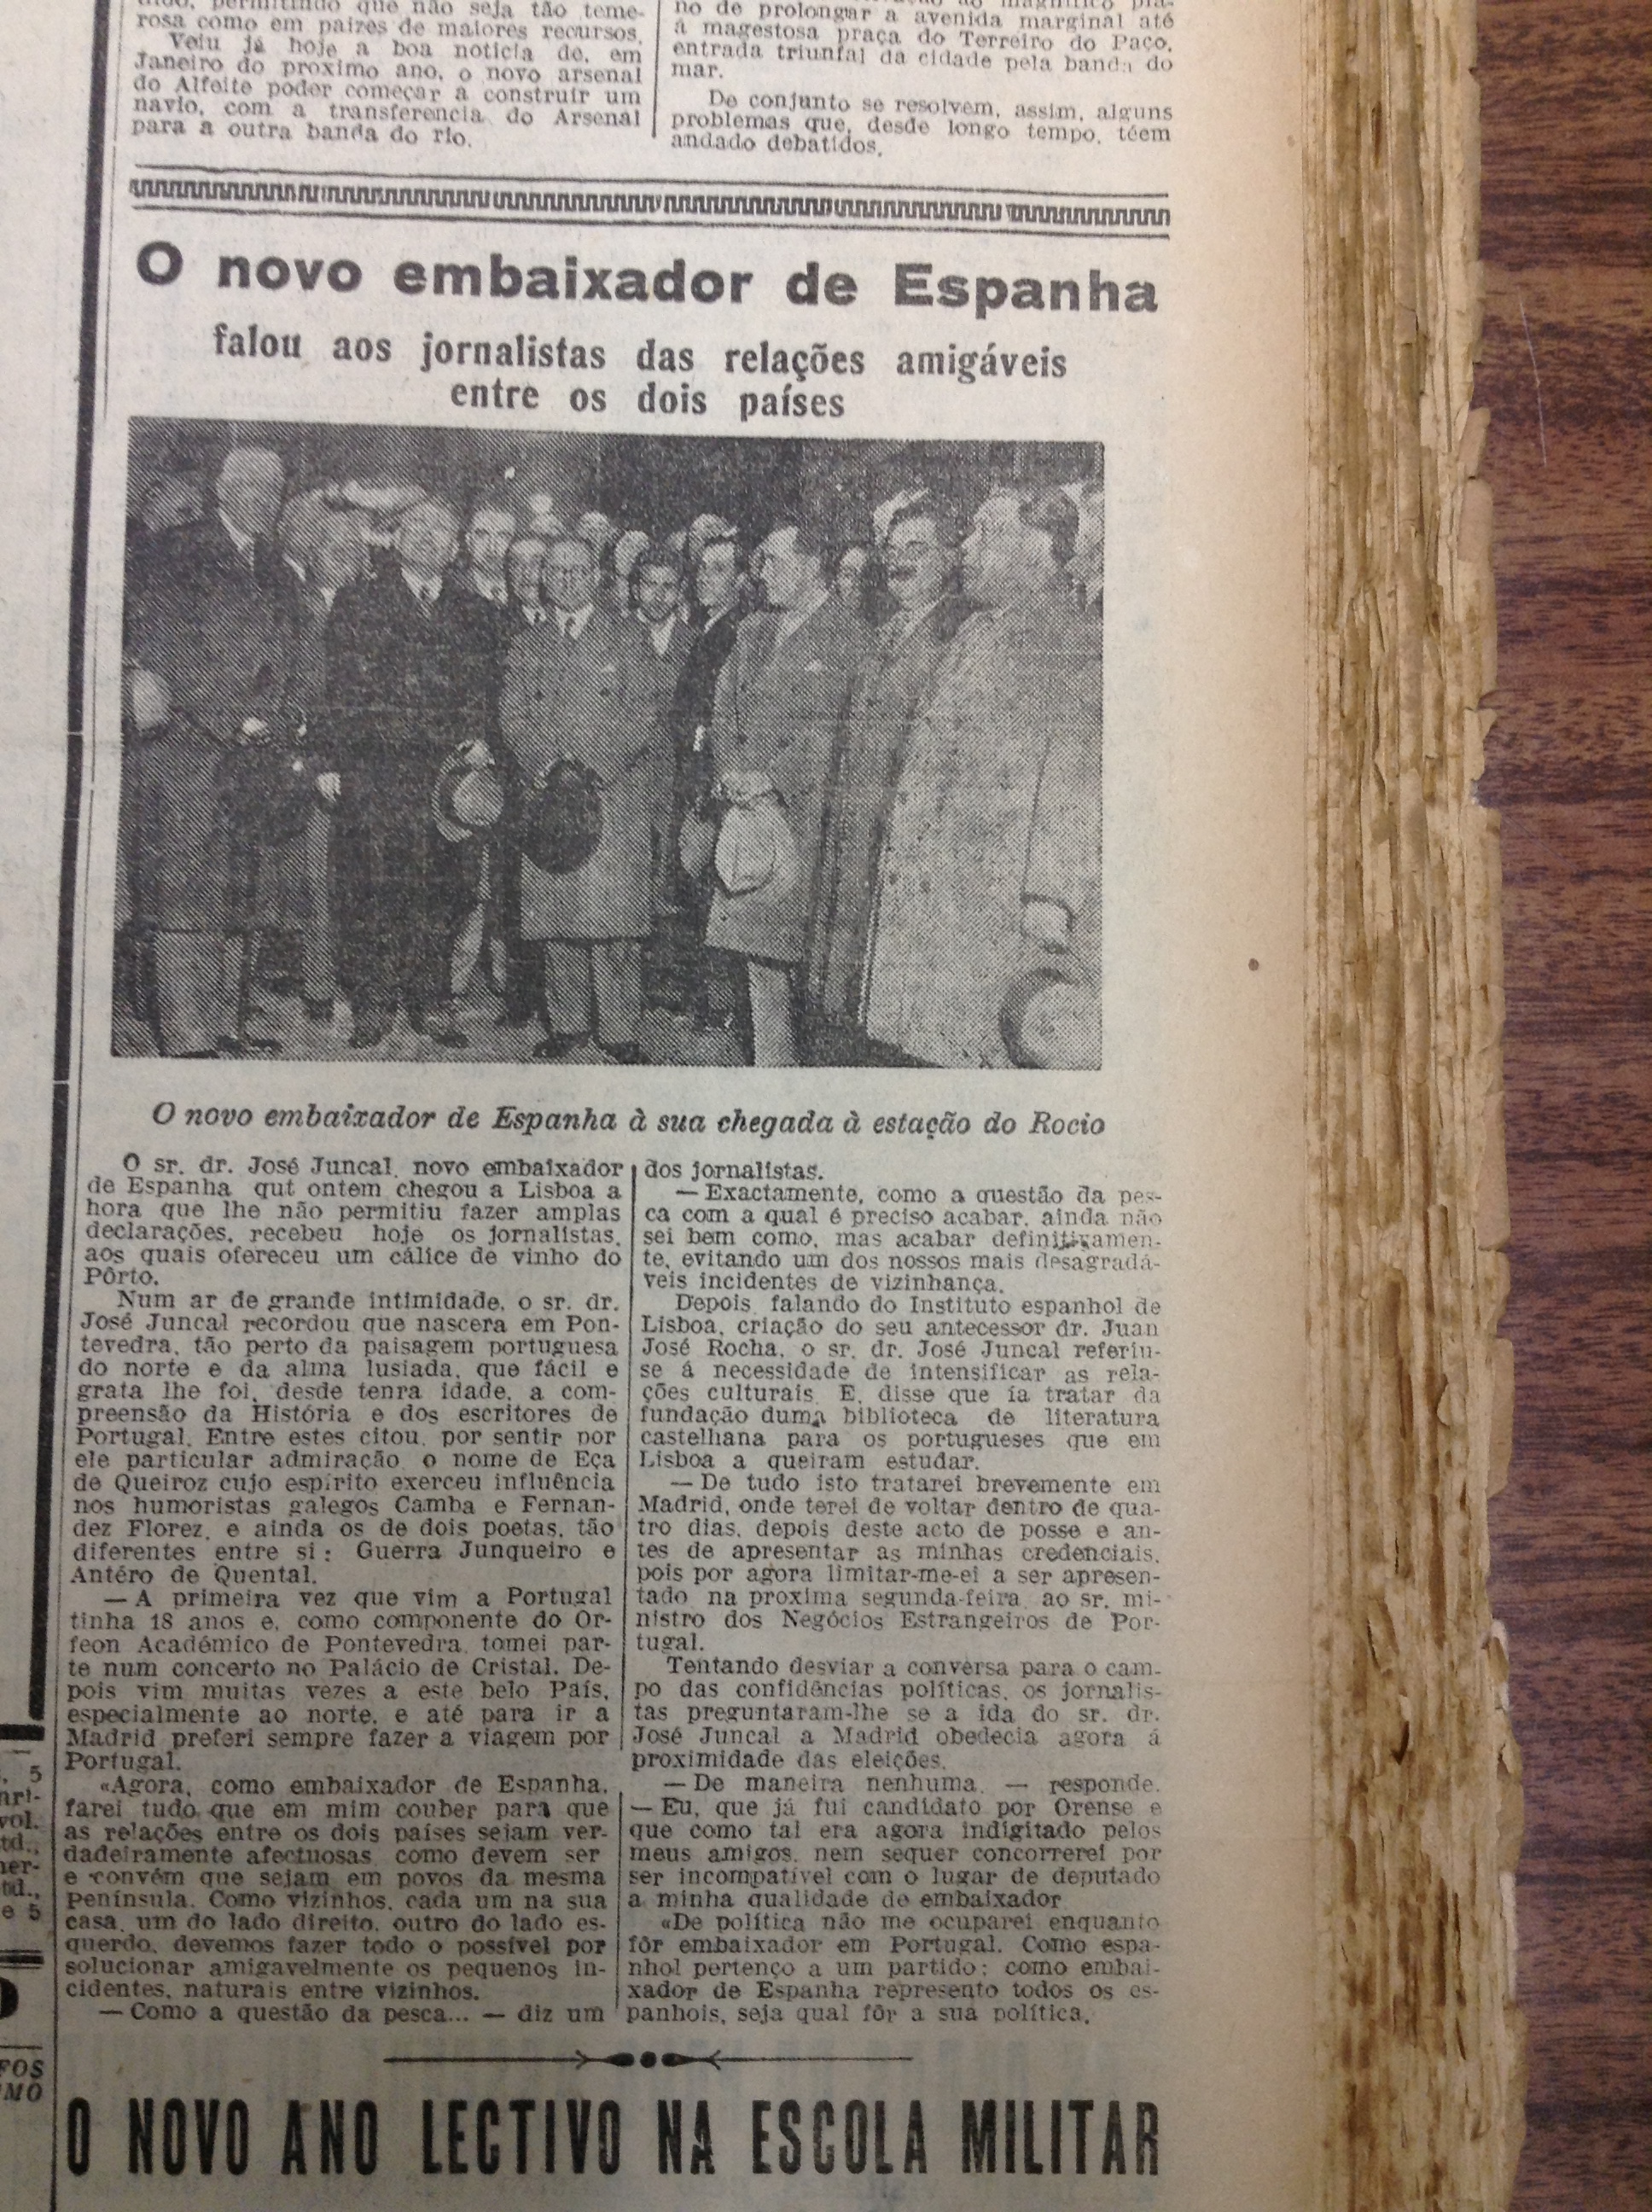 permitindo que não seja tão teme-
rosa como em paizes de maiores recursos.
Veiu já hoje a boa noticia de, em
Janeiro do proximo ano, o novo arsenal
do Alfeite poder começar a construir um
navio, com a transferencia do Arsenal
para a outra banda do rio.
no de prolongar a avenida marginal até
á magestosa praça do Terreiro do Paço,
entrada triunfal da cidade pela banda do
mar.
De conjunto se resolvem, assim, alguns
problemas que, desde longo tempo, téem
andado debatidos.
O novo embaixador de Espanha
falou aos jornalistas das relações amigáveis
entre os dois países
O novo embaixador de Espanha à sua chegada à estação do Rocio
O sr. dr. José Juncal, novo embaixador
de Espanha qut ontem chegou a Lisboa a
hora que lhe não permitiu fazer amplas
declarações, recebeu hoje os jornalistas,
aos quais ofereceu um cálice de vinho do
Pôrto.
Num ar de grande intimidade, o sr. dr.
José Juncal recordou que nascera em Pon-
tevedra, tão perto da paisagem portuguesa
do norte e da alma lusiada, que fácil e
grata lhe foi, desde tenra idade, a com-
preensão da História e dos escritores de
Portugal. Entre estes citou, por sentir por
ele particular admiração, o nome de Eça
de Queiroz cujo espírito exerceu influência
nos humoristas galegos Camba e Fernan-
dez Florez, e ainda os de dois poetas, tão
diferentes entre si: Guerra Junqueiro e
Antéro de Quental.
— A primeira vez que vim a Portugal
tinha 18 anos e, como componente do Or-
feon Académico de Pontevedra, tomei par-
te num concerto no Palácio de Cristal. De-
pois vim muitas vezes a este belo País,
especialmente ao norte, e até para ir a
Madrid preferi sempre fazer a viagem por
Portugal.
«Agora, como embaixador de Espanha,
farei tudo que em mim couber para que
as relações entre os dois países sejam ver-
dadeiramente afectuosas, como devem ser
e convém que sejam em povos da mesma
Península. Como vizinhos, cada um na sua
casa, um do lado direito, outro do lado es-
querdo, devemos fazer todo o possível por
solucionar amigavelmente os pequenos in-
cidentes, naturais entre vizinhos.
— Como a questão da pesca... — diz um
dos jornalistas.
— Exactamente, como a questão da pes-
ca com a qual é preciso acabar, ainda não
sei bem como, mas acabar definitivamen-
te, evitando um dos nossos mais desagradá-
veis incidentes de vizinhança.
Depois, falando do Instituto espanhol de
Lisboa, criação do seu antecessor dr. Juan
José Rocha, o sr. dr. José Juncal referiu-
se á necessidade de intensificar as rela-
ções culturais. E, disse que ía tratar da
fundação duma biblioteca de literatura
castelhana para os portugueses que em
Lisboa a queiram estudar.
— De tudo isto tratarei brevemente em
Madrid, onde terei de voltar dentro de qua-
tro dias, depois deste acto de posse e an-
tes de apresentar as minhas credenciais,
pois por agora limitar-me-ei a ser apresen-
tado na proxima segunda-feira ao sr. mi-
nistro dos Negócios Estrangeiros de Por-
tugal.
Tentando desviar a conversa para o cam-
po das confidências políticas, os jornalis-
tas preguntaram-lhe se a ida do sr. dr.
José Juncal a Madrid obedecia agora á
proximidade das eleições.
— De maneira nenhuma. — responde.
— Eu, que já fui candidato por Orense e
que como tal era agora indigitado pelos
meus amigos, nem sequer concorrerei por
ser incompatível com o lugar de deputado
a minha qualidade de embaixador.
«De política não me ocuparei enquanto
fôr embaixador em Portugal. Como espa-
nhol pertenço a um partido; como embai-
xador de Espanha represento todos os es-
panhois, seja qual fôr a sua política.
O NOVO ANO LECTIVO NA ESCOLA MILITAR